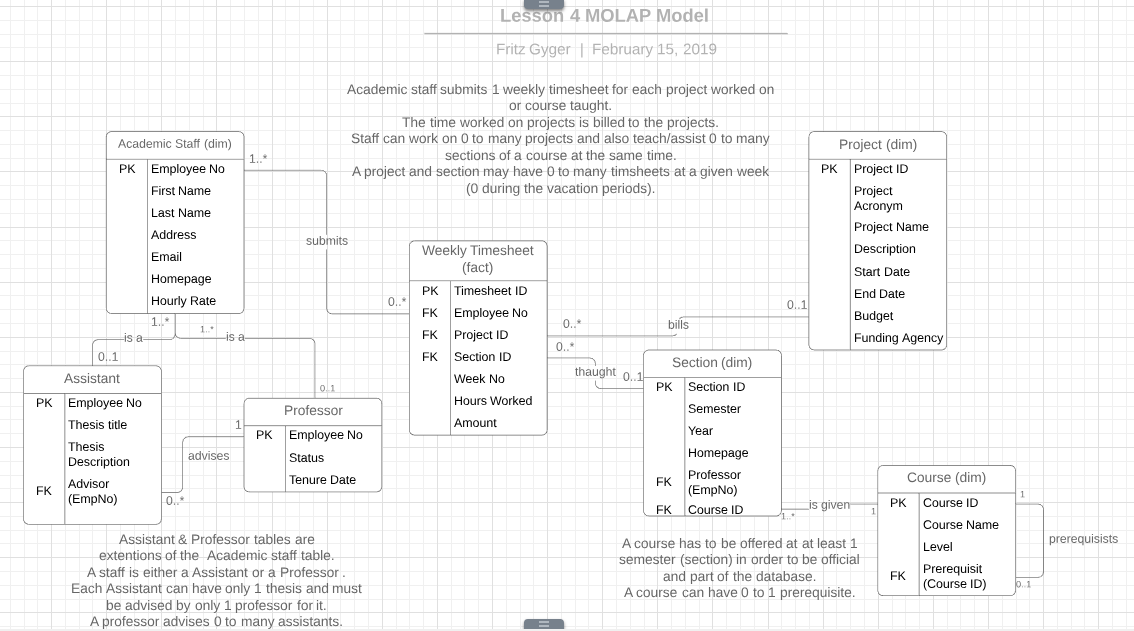 Lesson 4 MOLAP Model
Fritz Gyger | February 15, 2019
Academic staff submits 1 weekly timesheet for each project worked on
or course taught.
The time worked on projects is billed to the projects.
Staff can work on 0 to many projects and also teach/assist 0 to many
sections of a course at the same time.
A project and section may have 0 to many timsheets at a given week
(0 during the vacation periods).
Academic Staff (dim)
PK Employee No
First Name
Last Name
Address
Email
Homepage
Hourly Rate
1..*
submits
0..*
Weekly Timesheet
(fact)
PK Timesheet ID
FK Employee No
FK Project ID
FK Section ID
Week No
Hours Worked
Amount
Project (dim)
PK Project ID
Project
Acronym
Project Name
Description
Start Date
End Date
Budget
Funding Agency
0..*
bills
0..1
0..*
thaught
0..1
1..*
is a
0..1
1..*
is a
0..1
Assistant
PK Employee No
Thesis title
Thesis
Description
FK Advisor
(EmpNo)
Professor
PK Employee No
Status
Tenure Date
1
advises
0..*
Section (dim)
PK Section ID
Semester
Year
Homepage
FK Professor
(EmpNo)
FK Course ID
1..*
is given
1
Course (dim)
PK Course ID
Course Name
Level
FK Prerequisit
(Course ID)
1
prerequisists
0..1
Assistant & Professor tables are
extentions of the Academic staff table.
A staff is either a Assistant or a Professor .
Each Assistant can have only 1 thesis and must
be advised by only 1 professor for it.
A professor advises 0 to many assistants.
A course has to be offered at at least 1
semester (section) in order to be official
and part of the database.
A course can have 0 to 1 prerequisite.